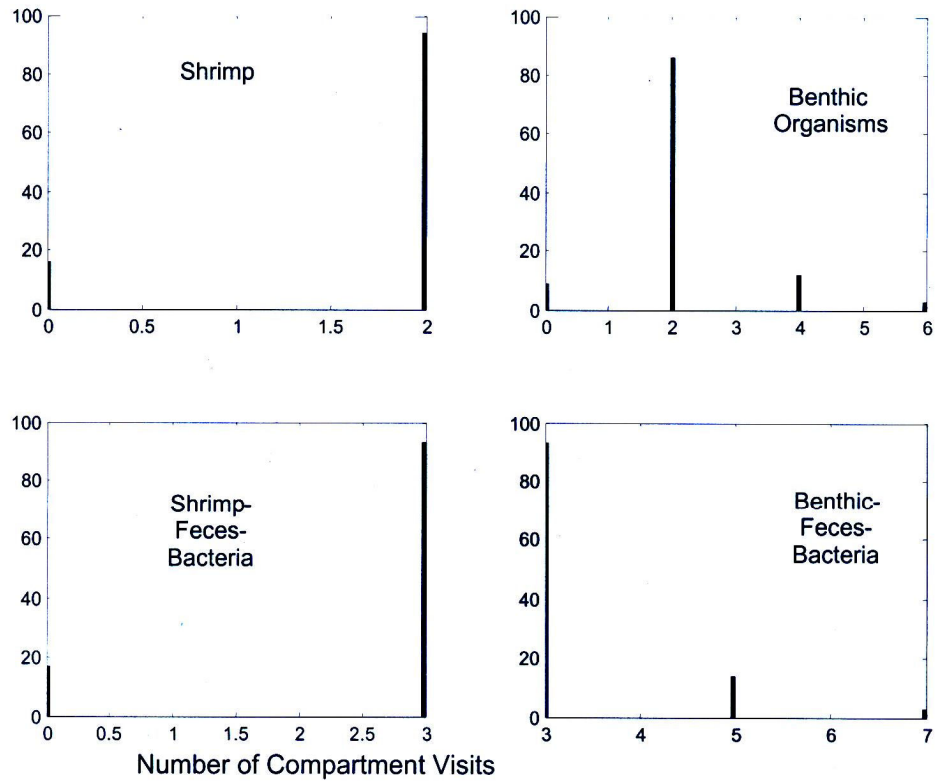 100
80
60
40
20
0
0 0.5 1 1.5 2
Shrimp
100
80
60
40
20
0
0 1 2 3 4 5 6
Benthic
Organisms
100
80
60
40
20
0
0 0.5 1 1.5 2 2.5 3
Shrimp-
Feces-
Bacteria
100
80
60
40
20
0
3 4 5 6 7
Benthic-
Feces-
Bacteria
Number of Compartment Visits